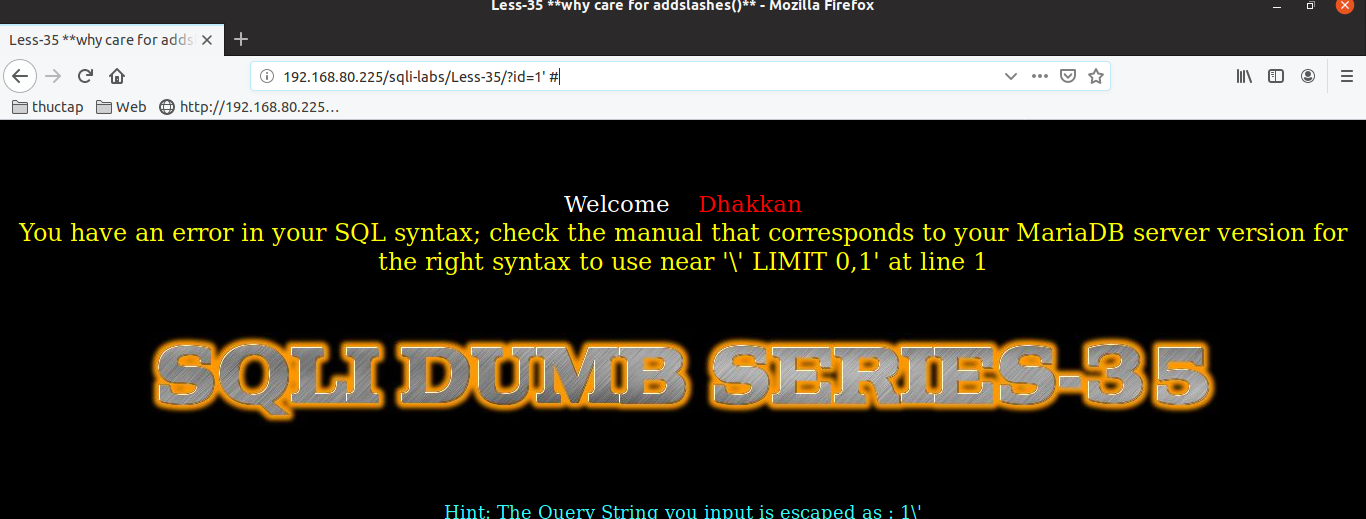 Less-35 **why care for addslashes()** - Mozilla Firefox
Less-35 **why care for adds
192.168.80.225/sqli-labs/Less-35/?id=1' #
thuctap Web http://192.168.80.225…
Welcome Dhakkan
You have an error in your SQL syntax; check the manual that corresponds to your MariaDB server version for
the right syntax to use near '\' LIMIT 0,1' at line 1
SQLI DUMB SERIES-35
Hint: The Query String you input is escaped as : 1\'